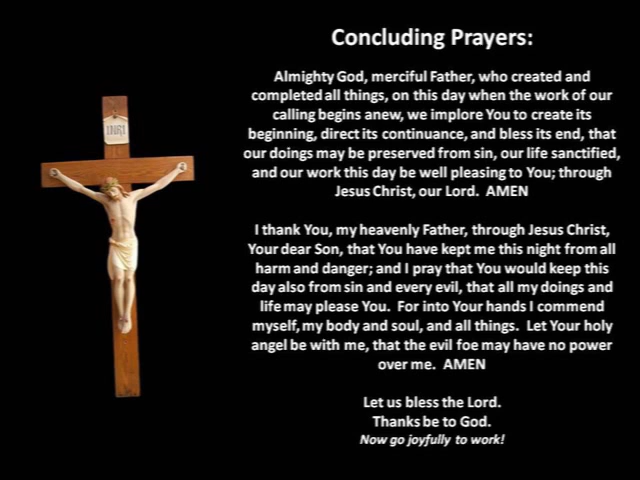 Concluding Prayers:
INRI
Almighty God, merciful Father, who created and
completed all things, on this day when the work of our
calling begins anew, we implore You to create its
beginning, direct its continuance, and bless its end, that
our doings may be preserved from sin, our life sanctified,
and our work this day be well pleasing to You; through
Jesus Christ, our Lord.  AMEN
I thank You, my heavenly Father, through Jesus Christ,
Your dear Son, that You have kept me this night from all
harm and danger; and I pray that You would keep this
day also from sin and every evil, that all my doings and
life may please You.  For into Your hands I commend
myself, my body and soul, and all things.  Let Your holy
angel be with me, that the evil foe may have no power
over me.  AMEN
Let us bless the Lord.
Thanks be to God.
Now go joyfully to work!